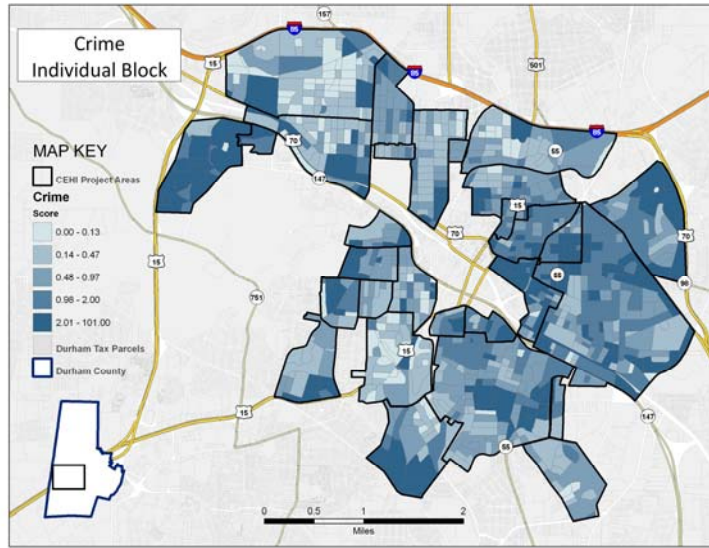 Crime
Individual Block
MAP KEY
CEHI Project Areas
Crime
Score
0.00 - 0.13
0.14 - 0.47
0.48 - 0.97
0.98 - 2.00
2.01 - 101.00
Durham Tax Parcels
Durham County
157
85
15
501
85
85
55
70
147
15
70
70
15
751
55
98
15
15
147
55
0 0.5 1 2
Miles